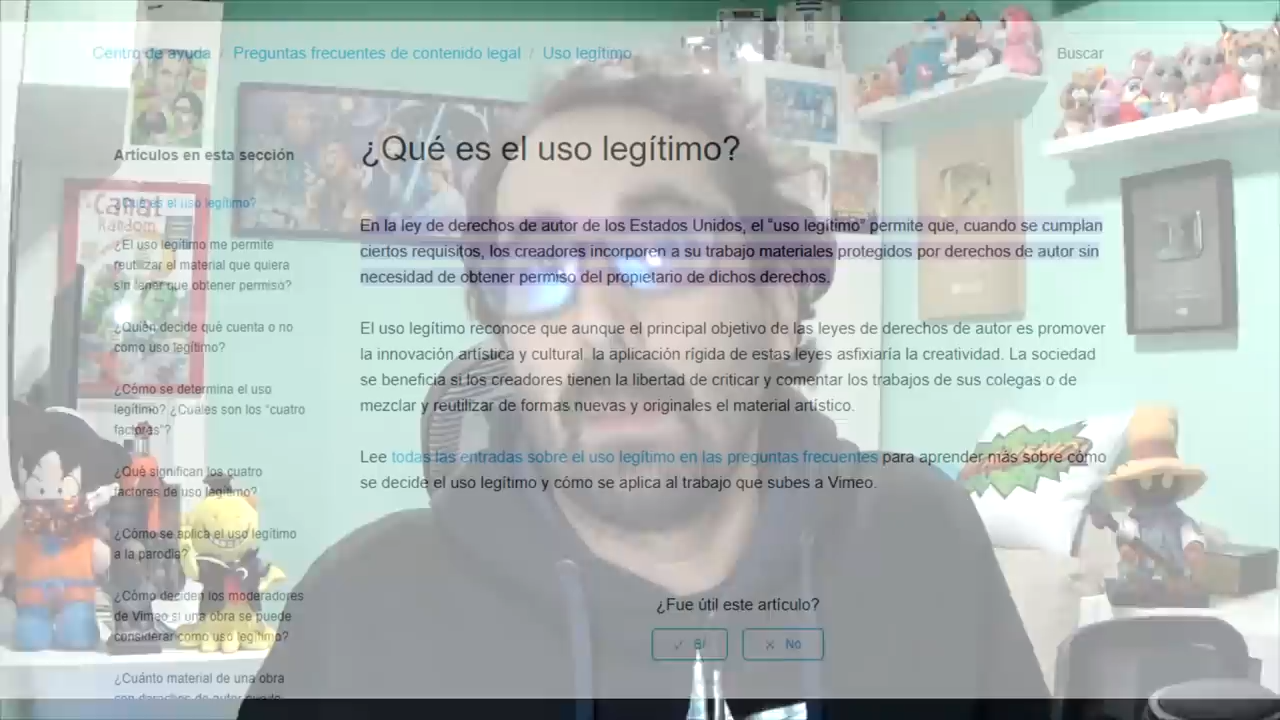 Centro de ayuda / Preguntas frecuentes de contenido legal / Uso legítimo
Buscar
Artículos en esta sección
¿Qué es el uso legítimo?
¿El uso legítimo me permite
reutilizar el material que quiera
sin tener que obtener permiso?
¿Quién decide qué cuenta o no
como uso legítimo?
¿Cómo se determina el uso
legítimo? ¿Cuáles son los "cuatro
factores"?
¿Qué significan los cuatro
factores de uso legítimo?
¿Cómo se aplica el uso legítimo
a la parodia?
¿Cómo deciden los moderadores
de Vimeo si una obra se puede
considerar como uso legítimo?
¿Cuánto material de una obra
con derechos de autor puedo
¿Qué es el uso legítimo?
En la ley de derechos de autor de los Estados Unidos, el "uso legítimo" permite que, cuando se cumplan
ciertos requisitos, los creadores incorporen a su trabajo materiales protegidos por derechos de autor sin
necesidad de obtener permiso del propietario de dichos derechos.
El uso legítimo reconoce que aunque el principal objetivo de las leyes de derechos de autor es promover
la innovación artística y cultural, la aplicación rígida de estas leyes asfixiaría la creatividad. La sociedad
se beneficia si los creadores tienen la libertad de criticar y comentar los trabajos de sus colegas o de
mezclar y reutilizar de formas nuevas y originales el material artístico.
Lee todas las entradas sobre el uso legítimo en las preguntas frecuentes para aprender más sobre cómo
se decide el uso legítimo y cómo se aplica al trabajo que subes a Vimeo.
¿Fue útil este artículo?
✓ Sí
✕ No
Random